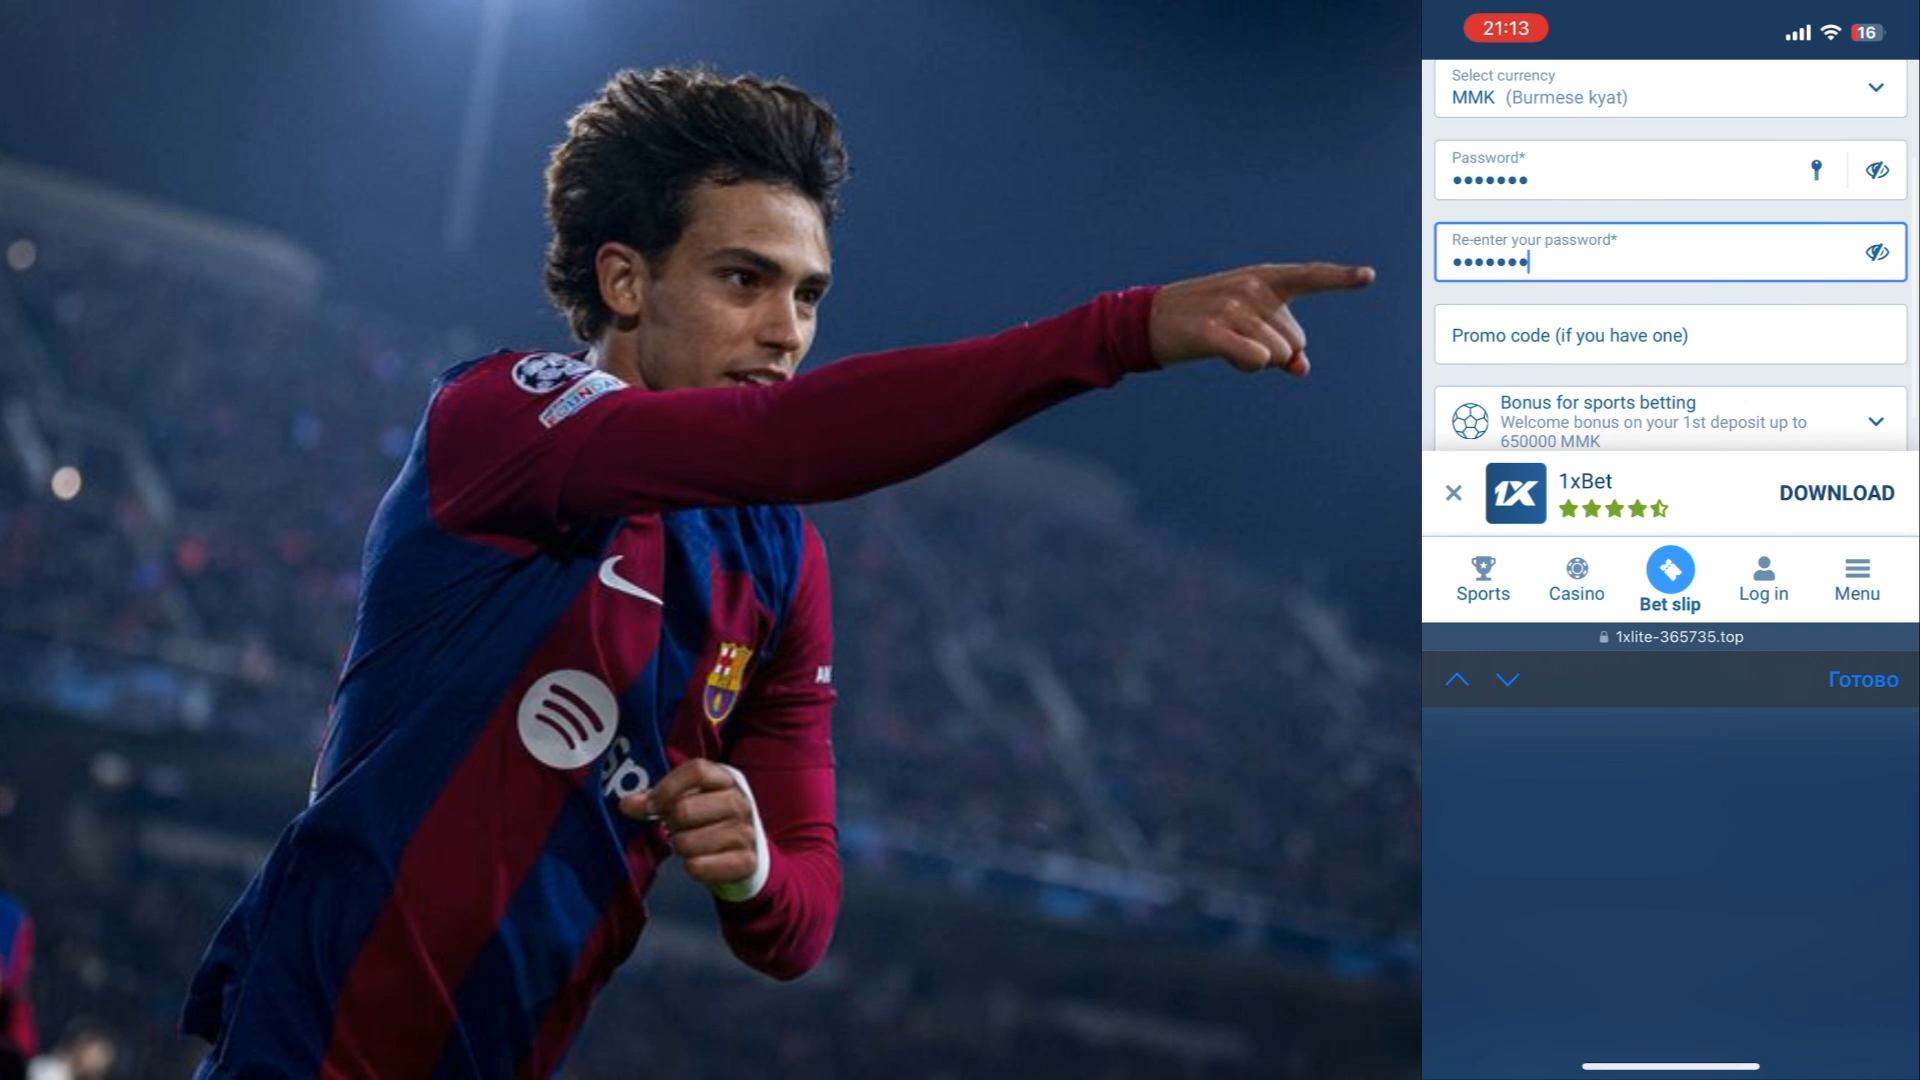 21:13
16
Select currency
MMK (Burmese kyat)
Password*
•••••••
Re-enter your password*
•••••••
Promo code (if you have one)
Bonus for sports betting
Welcome bonus on your 1st deposit up to
650000 MMK
1X
1xBet
DOWNLOAD
Sports
Casino
Bet slip
Log in
Menu
1xlite-365735.top
Готово
Sp